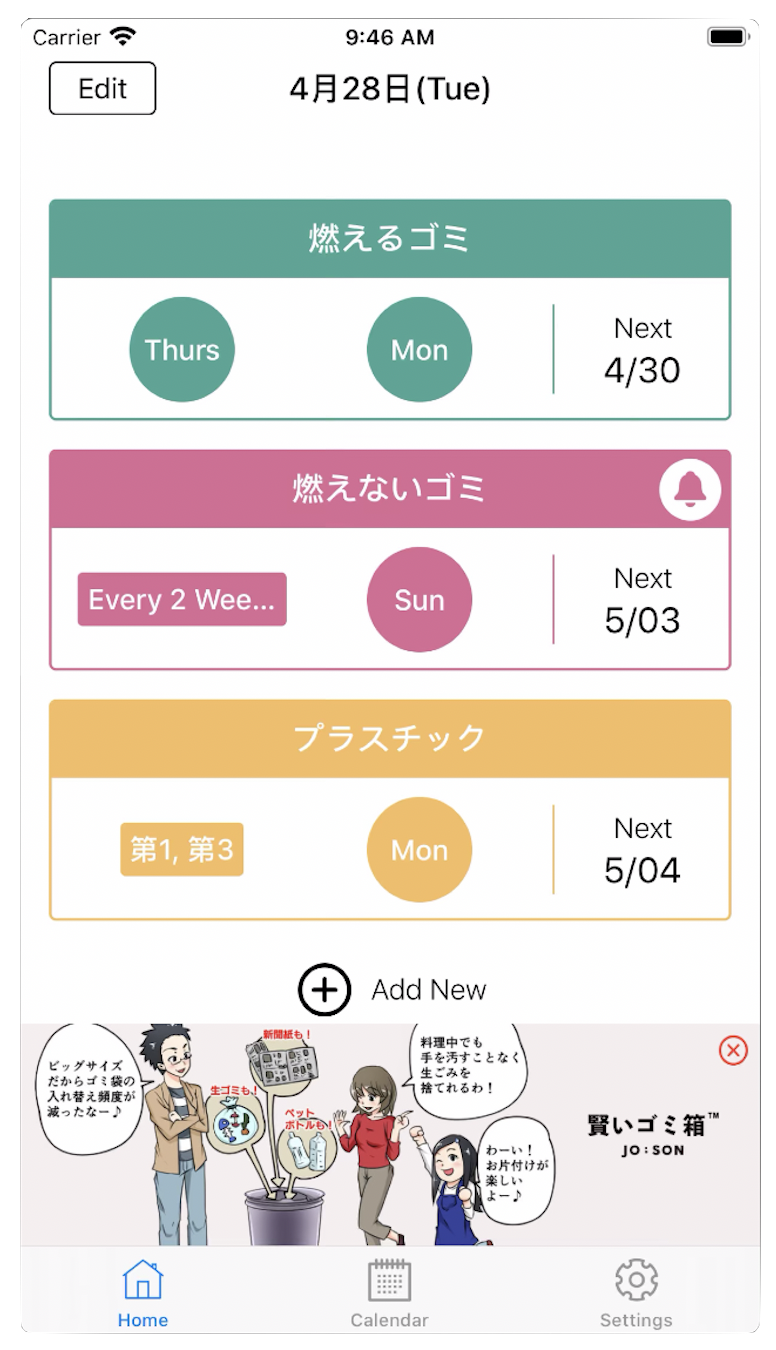 Carrier
9:46 AM
Edit
4月28日(Tue)
燃えるゴミ
Thurs
Mon
Next
4/30
燃えないゴミ
Every 2 Wee...
Sun
Next
5/03
プラスチック
第1, 第3
Mon
Next
5/04
Add New
ビッグサイズ
だからゴミ袋の
入れ替え頻度が
減ったなー♪
新聞紙も!
生ゴミも!
ペット
ボトルも!
料理中でも
手を汚すことなく
生ごみを
捨てれるわ!
わーい!
お片付けが
楽しい
よー♪
賢いゴミ箱™
JO:SON
Home
Calendar
Settings